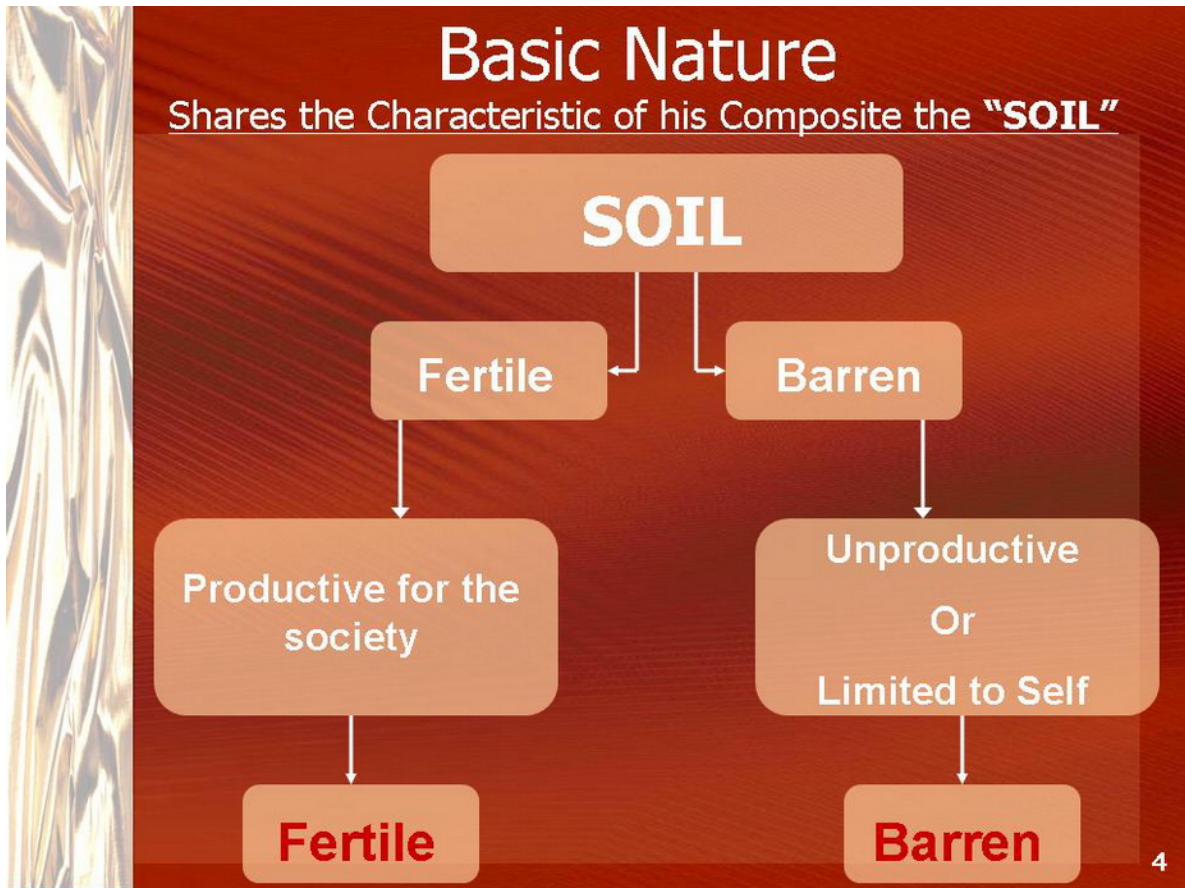 Basic Nature
Shares the Characteristic of his Composite the “SOIL”
SOIL
Fertile
Barren
Productive for the
society
Unproductive
Or
Limited to Self
Fertile
Barren
4